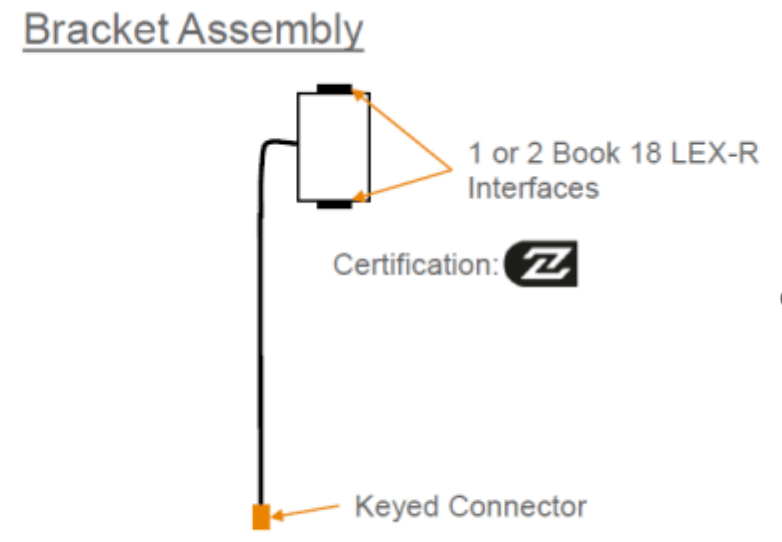 Bracket Assembly
1 or 2 Book 18 LEX-R
Interfaces
Certification:
Keyed Connector